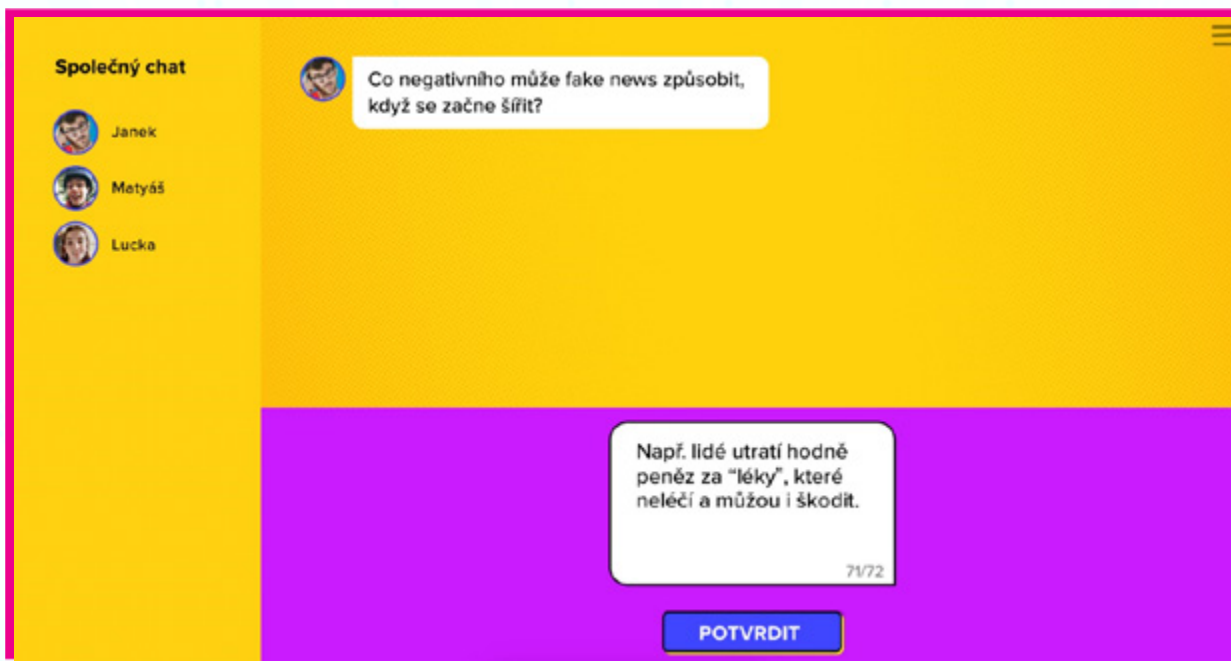 Společný chat
Janek
Matyáš
Lucka
Co negativního může fake news způsobit,
když se začne šířit?
Např. lidé utratí hodně
peněz za “léky”, které
neléčí a můžou i škodit.
71/72
POTVRDIT